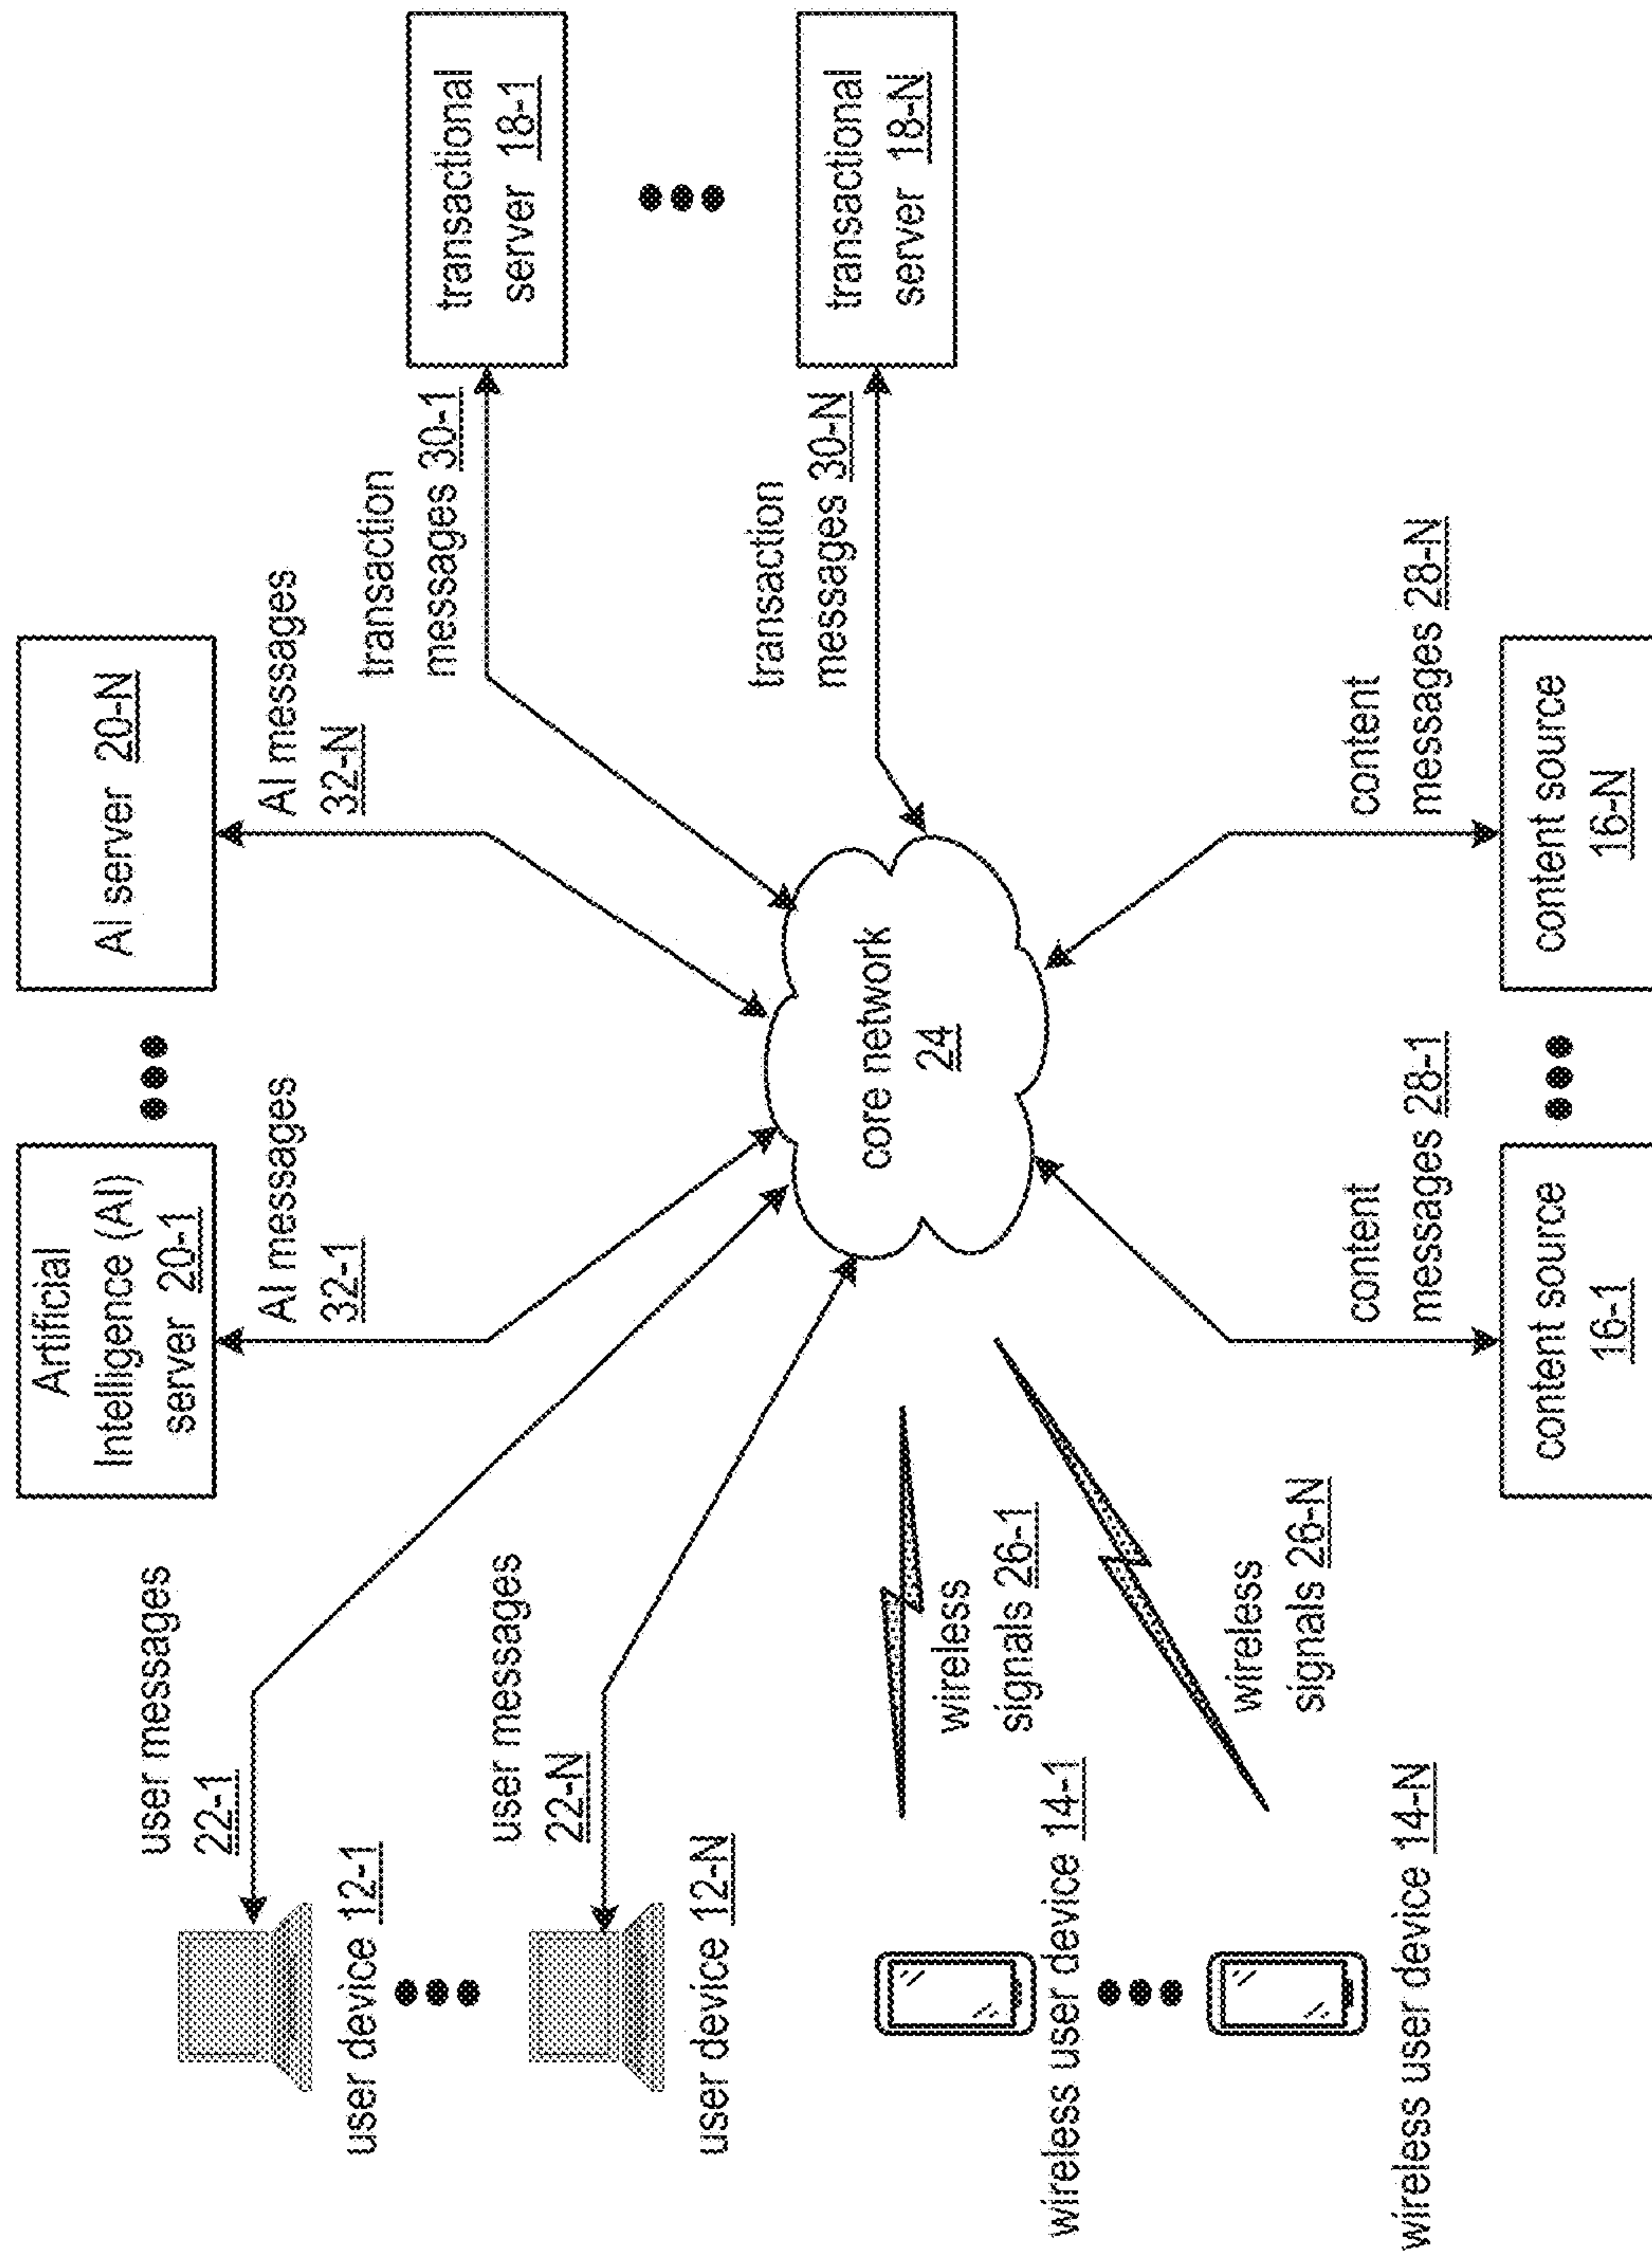 Artificial
Intelligence (AI)
server 20-1
AI server 20-N
user messages
22-1
AI messages
32-1
AI messages
32-N
user device 12-1
transaction
messages 30-1
transactional
server 18-1
user messages
22-N
user device 12-N
core network
24
transaction
messages 30-N
transactional
server 18-N
wireless
signals 26-1
wireless user device 14-1
wireless
signals 26-N
wireless user device 14-N
content
messages 28-1
content
messages 28-N
content source
16-1
content source
16-N